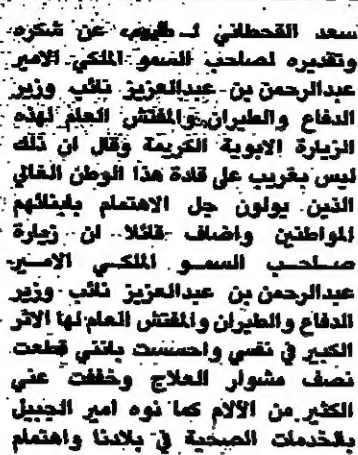 سعد القحطاني لـ عن شكره
وتقديره لصاحب السمو الملكي الامير
عبدالرحمن بن عبدالعزيز نائب وزير
الدفاع والطيران والمفتش العام لهذه
الزيارة الابوية الكريمة وقال ان ذلك
ليس بغريب على قادة هذا الوطن الغالي
الذين يولون جل الاهتمام بابنائهم
المواطنين واضاف قائلا ان زيارة
صاحب السمو الملكي الامير
عبدالرحمن بن عبدالعزيز نائب وزير
الدفاع والطيران والمفتش العام لها الاثر
الكبير في نفسي واحسست بانني قطعت
نصف مشوار العلاج وخففت عني
الكثير من الآلام كما نوه امير الجبيل
بالخدمات الصحية في بلادنا واهتمام